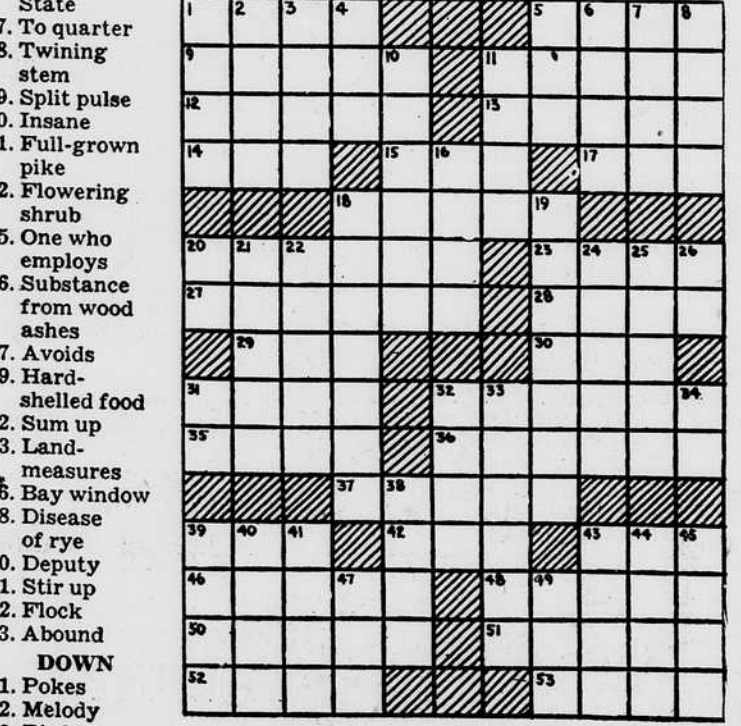 State
7. To quarter
8. Twining
stem
9. Split pulse
0. Insane
1. Full-grown
pike
2. Flowering
shrub
5. One who
employs
6. Substance
from wood
ashes
7. Avoids
9. Hard-
shelled food
2. Sum up
3. Land-
measures
6. Bay window
8. Disease
of rye
0. Deputy
1. Stir up
2. Flock
3. Abound
DOWN
1. Pokes
2. Melody
1 2 3 4 5 6 7 8
9 10 11
12 13
14 15 16 17
18 19
20 21 22 23 24 25 26
27 28
29 30
31 32 33 34
35 36
37 38
39 40 41 42 43 44 45
46 47 48 49
50 51
52 53